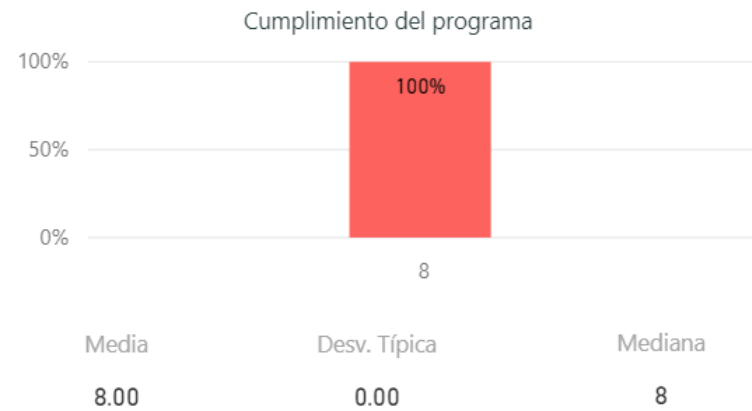 Cumplimiento del programa
100%
100%
50%
0%
8
Media Desv. Típica Mediana
8.00 0.00 8